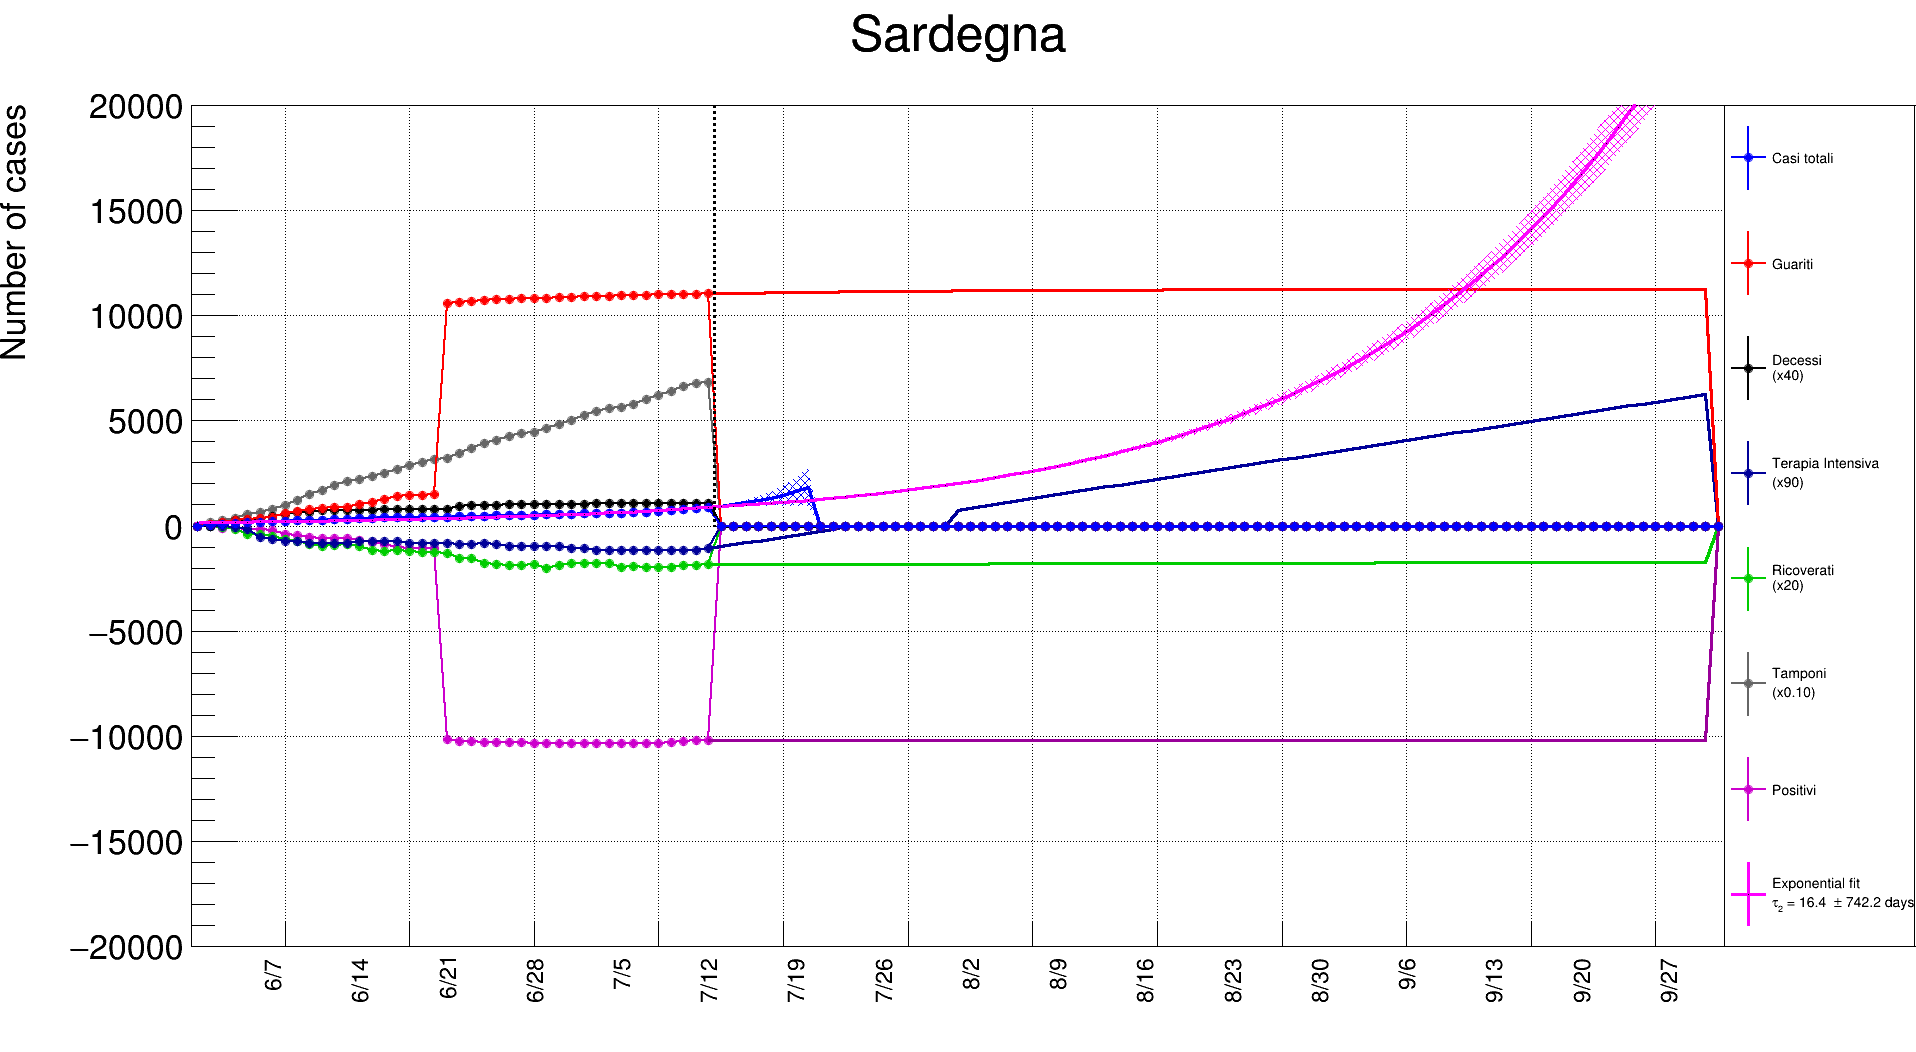 Sardegna
Number of cases
20000
15000
10000
5000
0
−5000
−10000
−15000
−20000
6/7
6/14
6/21
6/28
7/5
7/12
7/19
7/26
8/2
8/9
8/16
8/23
8/30
9/6
9/13
9/20
9/27
Casi totali
Guariti
Decessi
(x40)
Terapia Intensiva
(x90)
Ricoverati
(x20)
Tamponi
(x0.10)
Positivi
Exponential fit
τ₂ = 16.4 ± 742.2 days